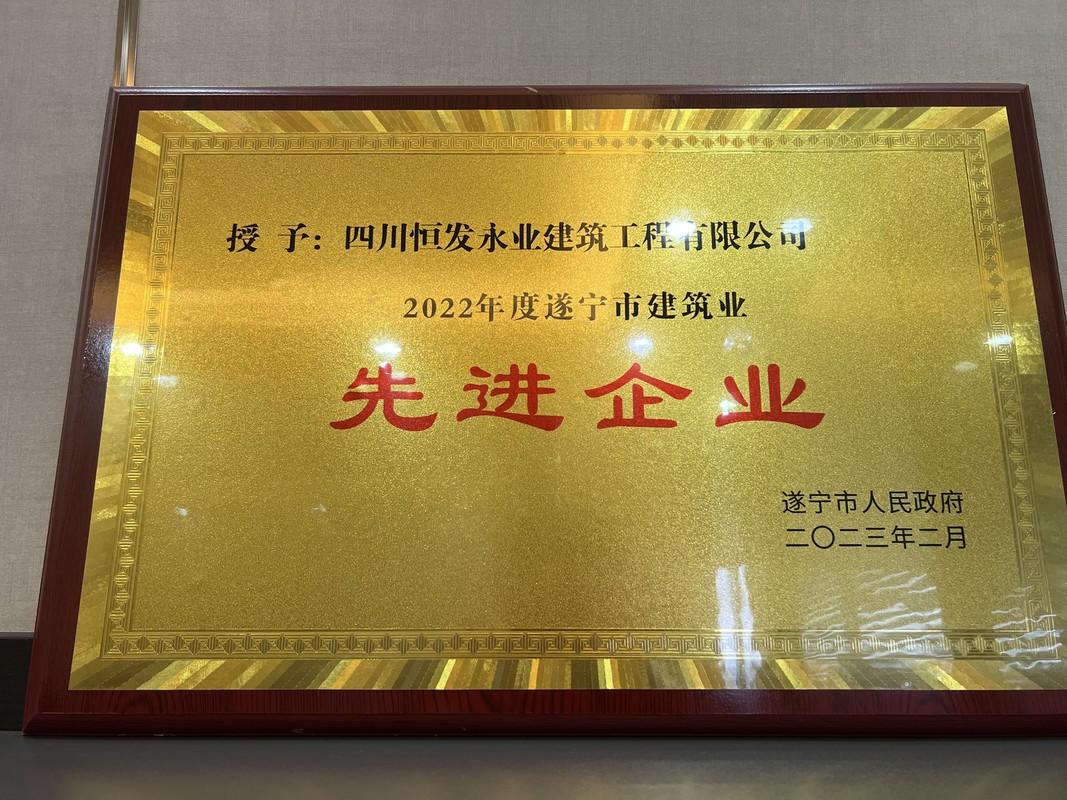 授 予：四川恒发永业建筑工程有限公司
2022年度遂宁市建筑业
先进企业
遂宁市人民政府
二〇二三年二月